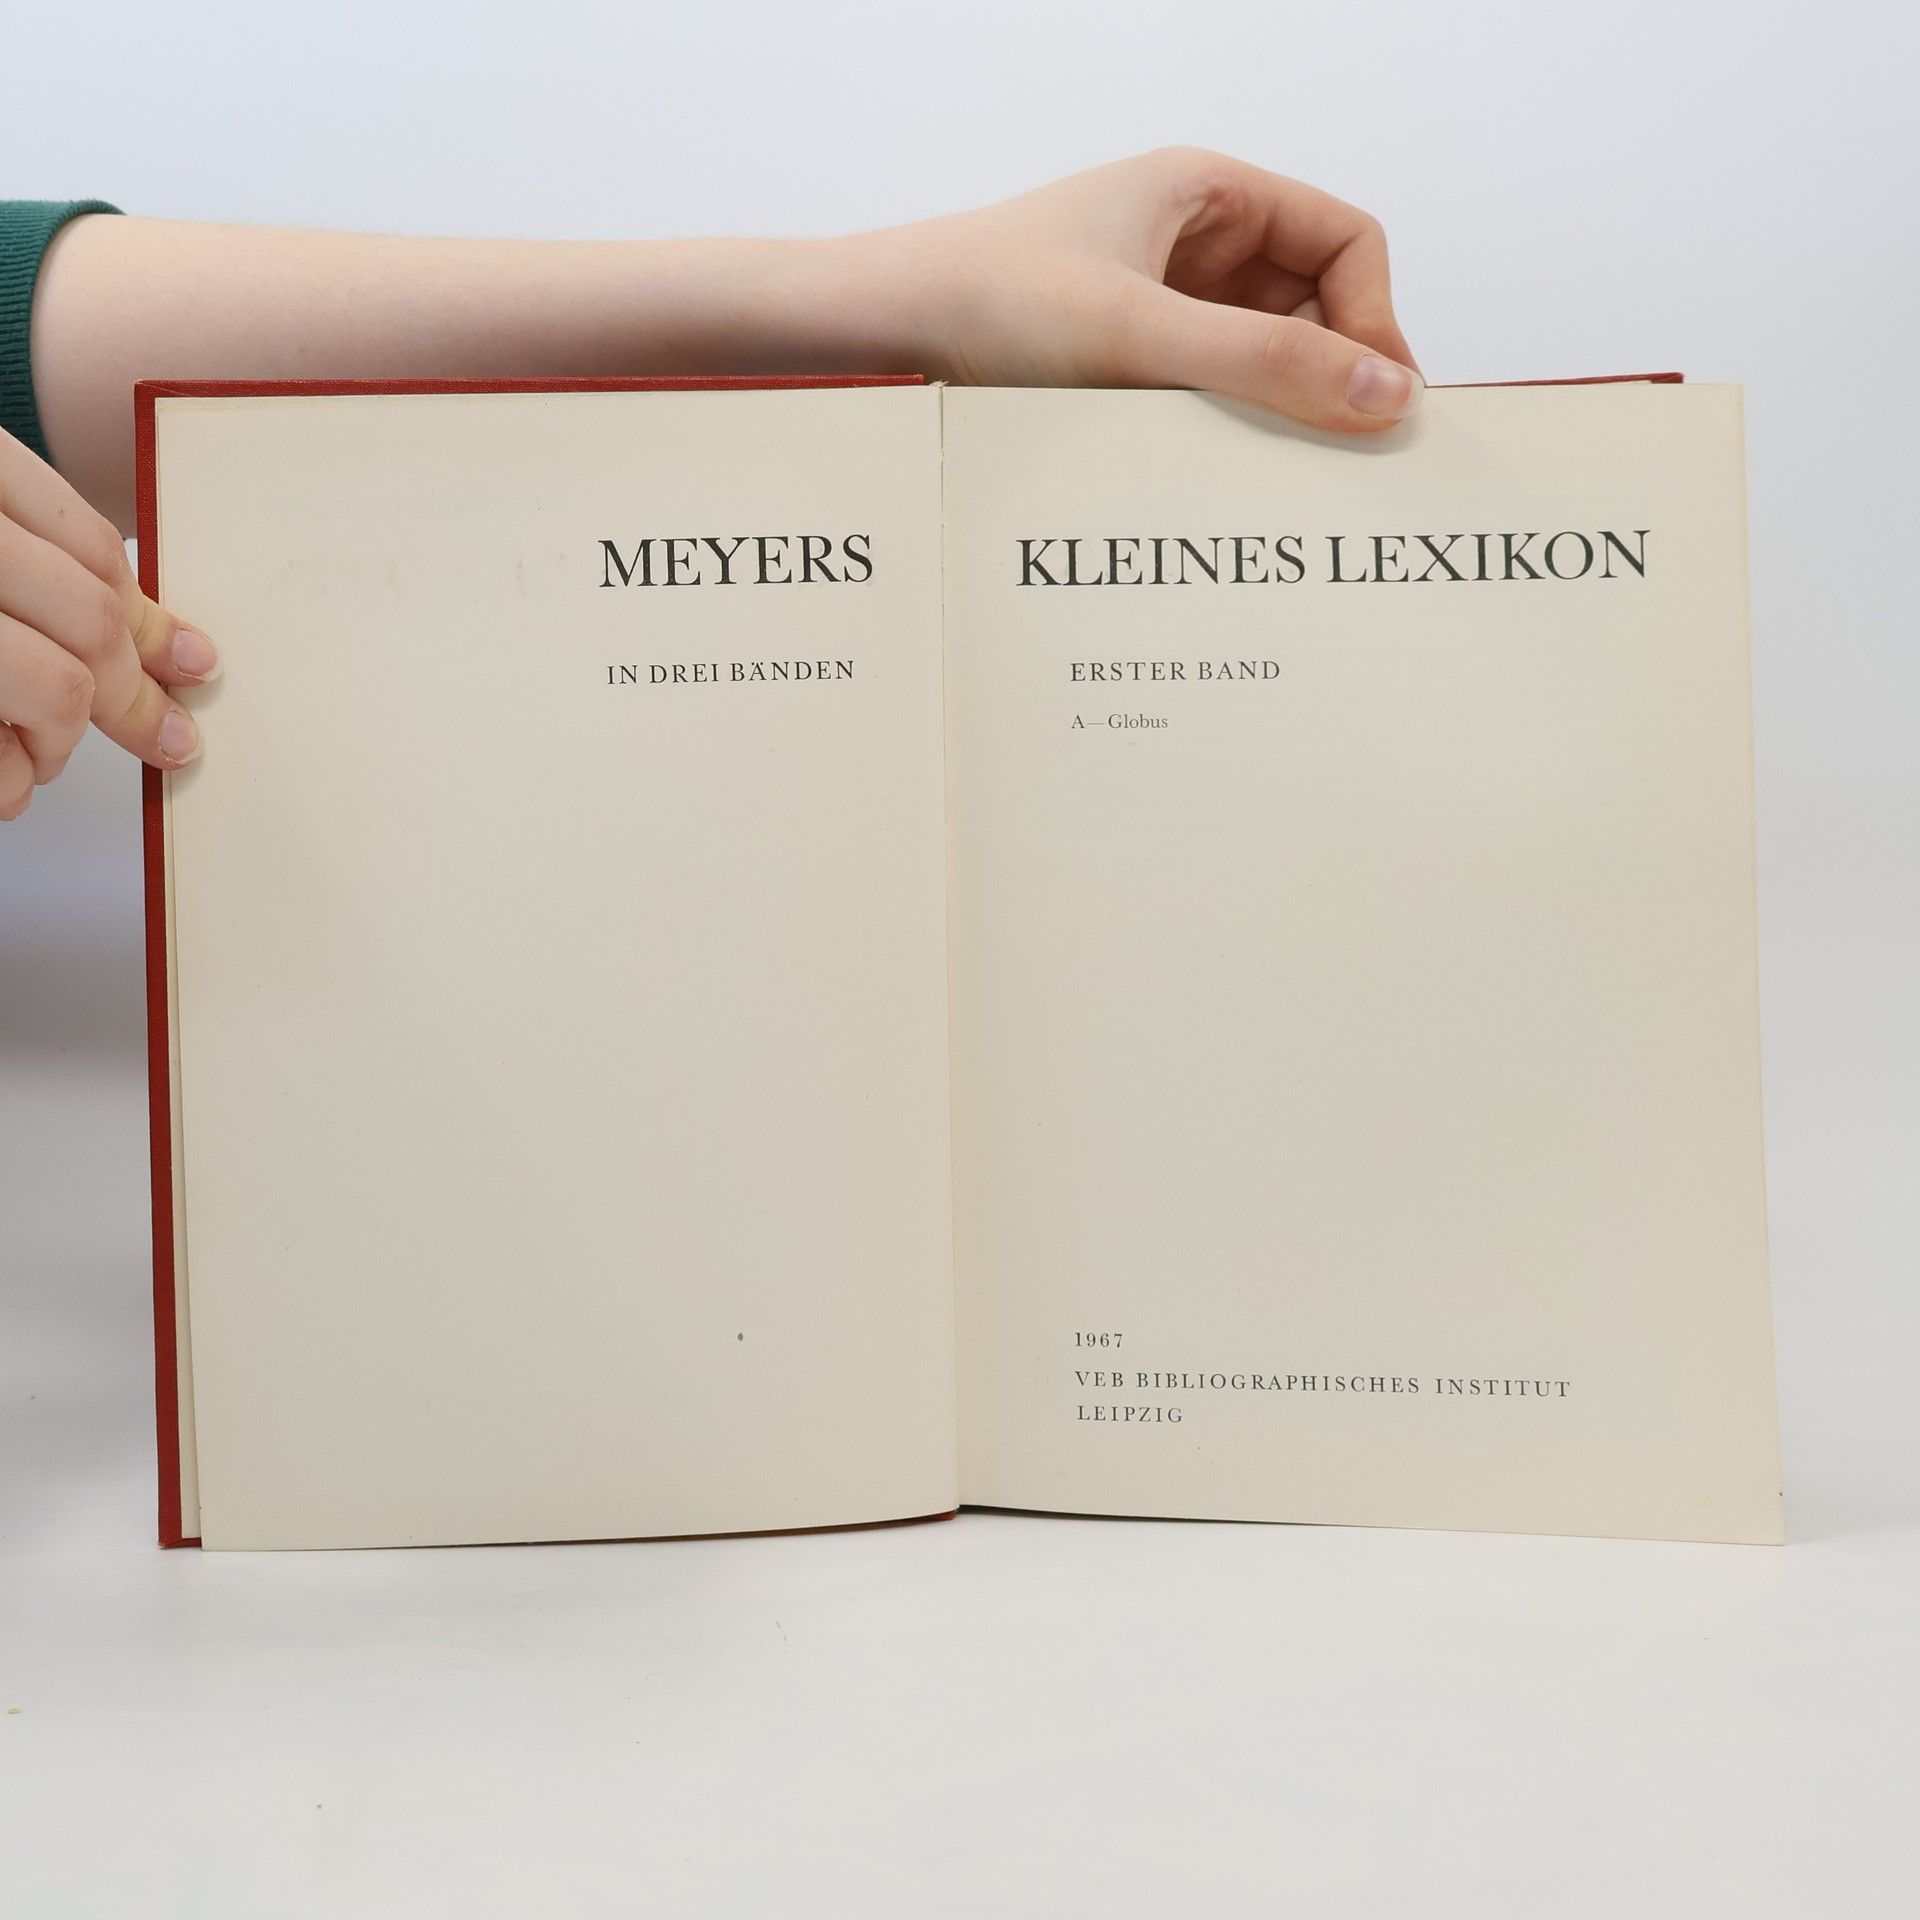 MEYERS KLEINES LEXIKON
IN DREI BÄNDEN
ERSTER BAND
A—Globus
1967
VEB BIBLIOGRAPHISCHES INSTITUT
LEIPZIG